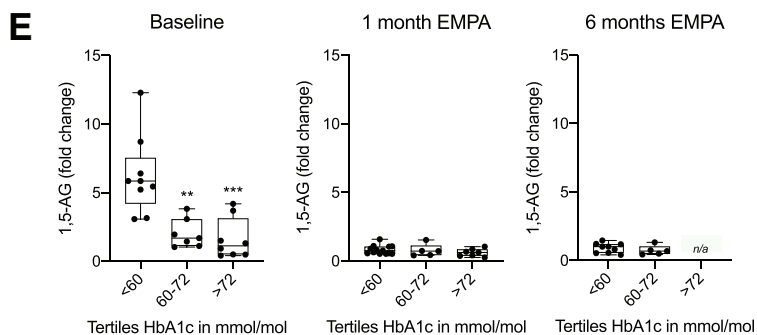 E
Baseline
1 month EMPA
6 months EMPA
1,5-AG (fold change)
15
10
5
0
**
***
<60
60-72
>72
Tertiles HbA1c in mmol/mol
1,5-AG (fold change)
15
10
5
0
<60
60-72
>72
Tertiles HbA1c in mmol/mol
1,5-AG (fold change)
15
10
5
0
n/a
<60
60-72
>72
Tertiles HbA1c in mmol/mol